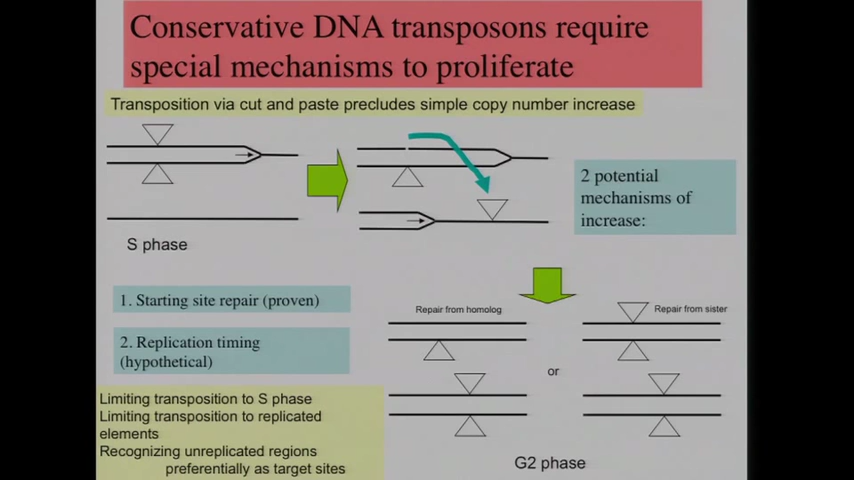 Conservative DNA transposons require
special mechanisms to proliferate
Transposition via cut and paste precludes simple copy number increase
2 potential
mechanisms of
increase:
S phase
1. Starting site repair (proven)
2. Replication timing
(hypothetical)
Limiting transposition to S phase
Limiting transposition to replicated
elements
Recognizing unreplicated regions
preferentially as target sites
Repair from homolog
Repair from sister
or
G2 phase